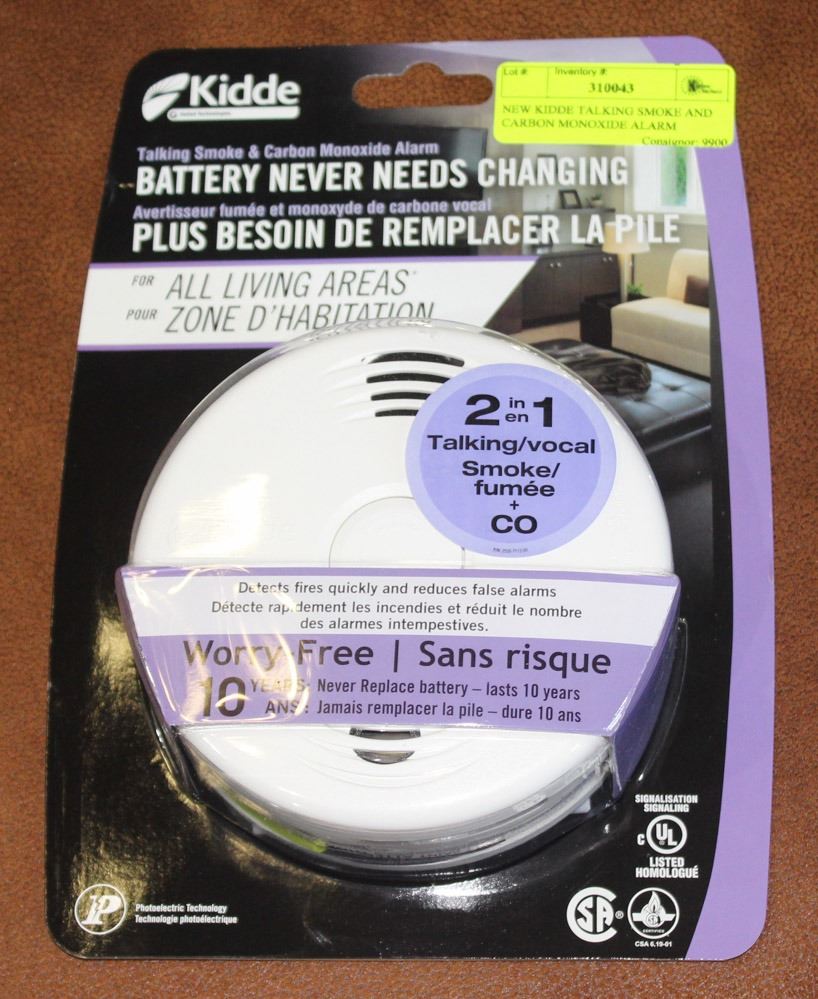 Kidde
United Technologies
Lot #: Inventory #:
310043
NEW KIDDE TALKING SMOKE AND
CARBON MONOXIDE ALARM
Consignor: 9900
Talking Smoke & Carbon Monoxide Alarm
BATTERY NEVER NEEDS CHANGING
Avertisseur fumée et monoxyde de carbone vocal
PLUS BESOIN DE REMPLACER LA PILE
FOR ALL LIVING AREAS*
POUR ZONE D'HABITATION
2 in en 1
Talking/vocal
Smoke/
fumée
+
CO
Detects fires quickly and reduces false alarms
Détecte rapidement les incendies et réduit le nombre
des alarmes intempestives.
Worry-Free | Sans risque
10 YEARS: Never Replace battery – lasts 10 years
ANS: Jamais remplacer la pile – dure 10 ans
SIGNALISATION
SIGNALING
c UL
LISTED
HOMOLOGUÉ
P
Photoelectric Technology
Technologie photoélectrique
SA ®
CERTIFIED
CSA 6.19-01